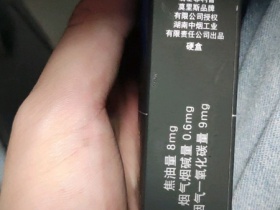 莫里斯品牌
有限公司授权
湖南中烟工业
有限责任公司出品
硬盒
焦油量 8mg
烟气烟碱量 0.6mg
烟气一氧化碳量 9mg